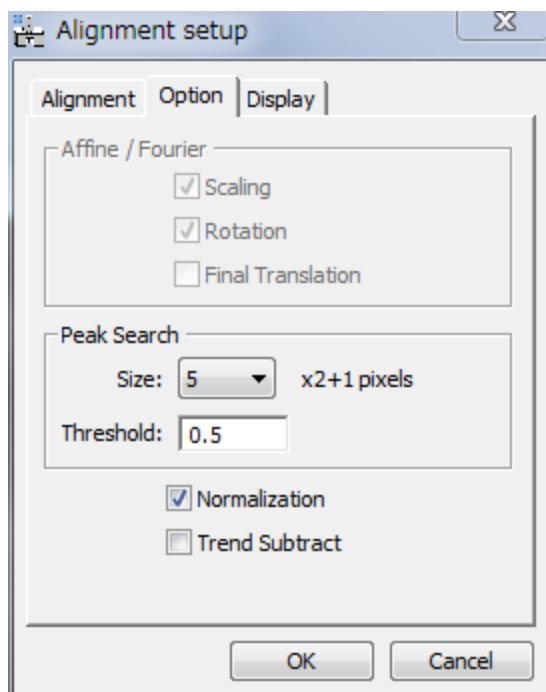 Alignment setup
Alignment Option Display
Affine / Fourier
Scaling
Rotation
Final Translation
Peak Search
Size: 5 x2+1 pixels
Threshold: 0.5
Normalization
Trend Subtract
OK Cancel